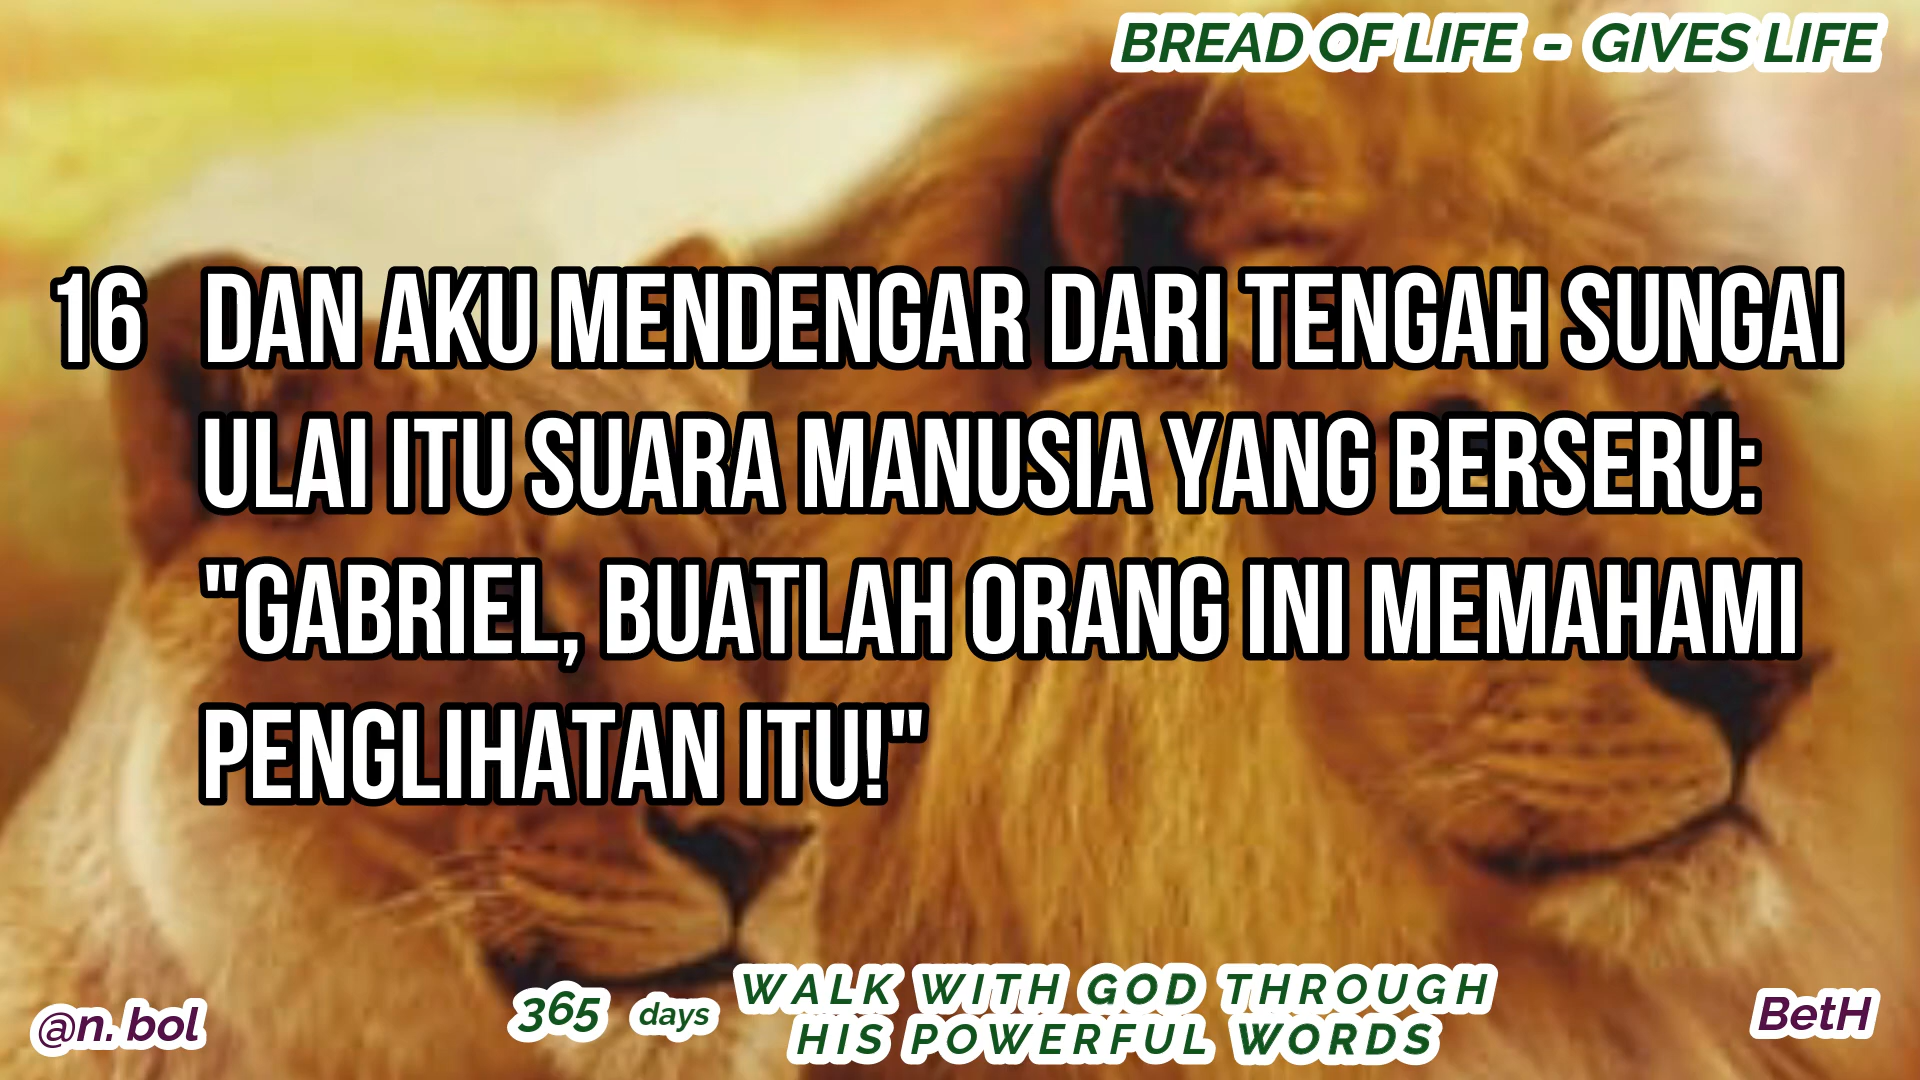 BREAD OF LIFE - GIVES LIFE
16 DAN AKU MENDENGAR DARI TENGAH SUNGAI
ULAI ITU SUARA MANUSIA YANG BERSERU:
"GABRIEL, BUATLAH ORANG INI MEMAHAMI
PENGLIHATAN ITU!"
@n. bol
365 days
WALK WITH GOD THROUGH
HIS POWERFUL WORDS
BetH